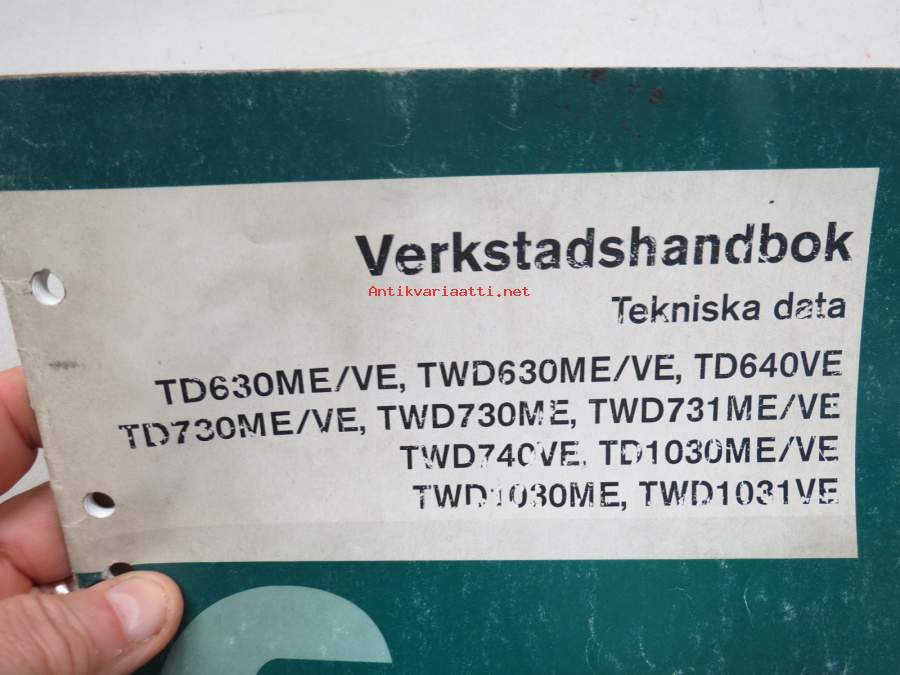 Verkstadshandbok
Antikvariaatti.net
Tekniska data
TD630ME/VE, TWD630ME/VE, TD640VE
TD730ME/VE, TWD730ME, TWD731ME/VE
TWD740VE, TD1030ME/VE
TWD1030ME, TWD1031VE